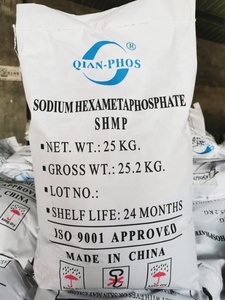 QIAN-PHOS ®
SODIUM HEXAMETAPHOSPHATE
SHMP
▪NET. WT.: 25 KG.
▪GROSS WT.: 25.2 KG.
▪LOT NO.:
▪SHELF LIFE: 24 MONTHS
ISO 9001 APPROVED
MADE IN CHINA
CHINA